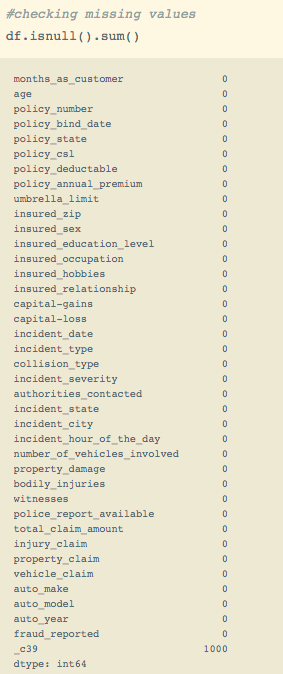 #checking missing values
df.isnull().sum()
months_as_customer 0
age 0
policy_number 0
policy_bind_date 0
policy_state 0
policy_csl 0
policy_deductable 0
policy_annual_premium 0
umbrella_limit 0
insured_zip 0
insured_sex 0
insured_education_level 0
insured_occupation 0
insured_hobbies 0
insured_relationship 0
capital-gains 0
capital-loss 0
incident_date 0
incident_type 0
collision_type 0
incident_severity 0
authorities_contacted 0
incident_state 0
incident_city 0
incident_hour_of_the_day 0
number_of_vehicles_involved 0
property_damage 0
bodily_injuries 0
witnesses 0
police_report_available 0
total_claim_amount 0
injury_claim 0
property_claim 0
vehicle_claim 0
auto_make 0
auto_model 0
auto_year 0
fraud_reported 0
_c39 1000
dtype: int64